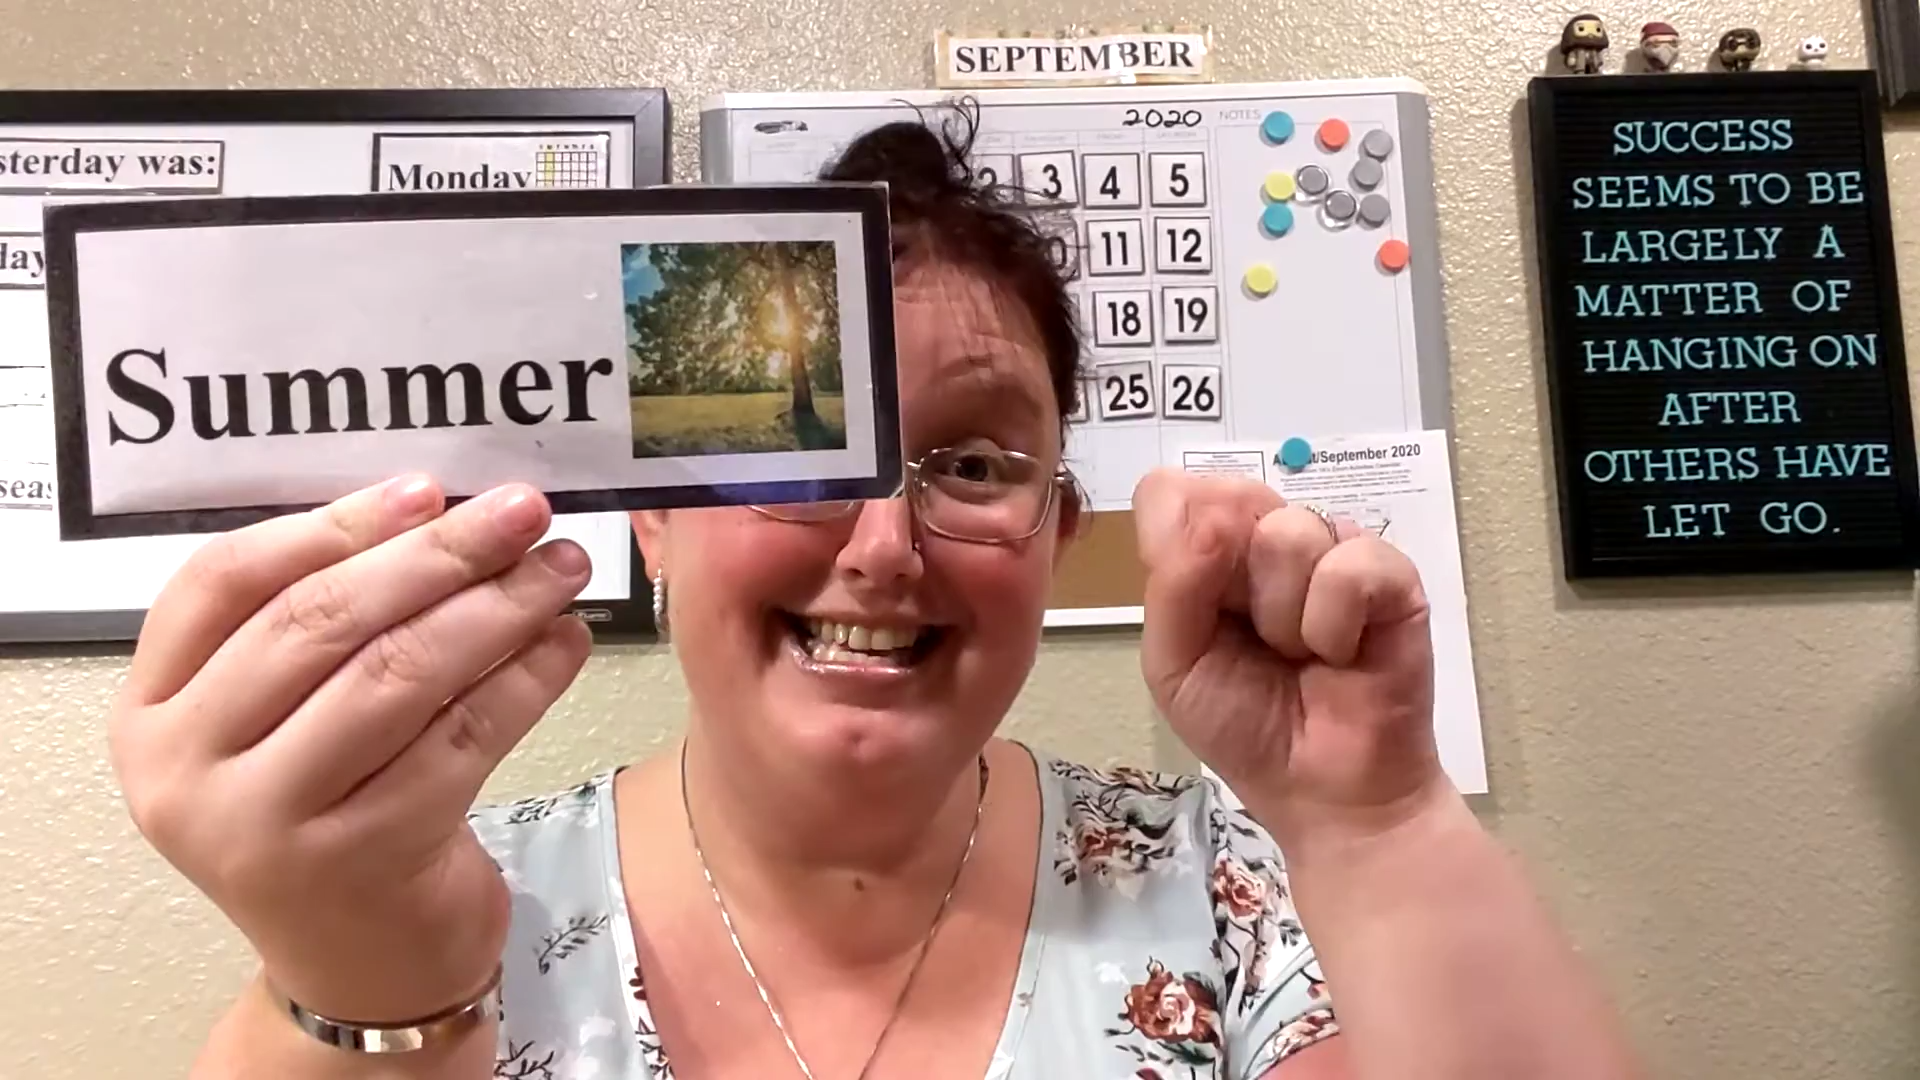 SEPTEMBER
2020
NOTES
sterday was:
Monday
3 4 5
11 12
18 19
25 26
Summer
/September 2020
SUCCESS
SEEMS TO BE
LARGELY A
MATTER OF
HANGING ON
AFTER
OTHERS HAVE
LET GO.